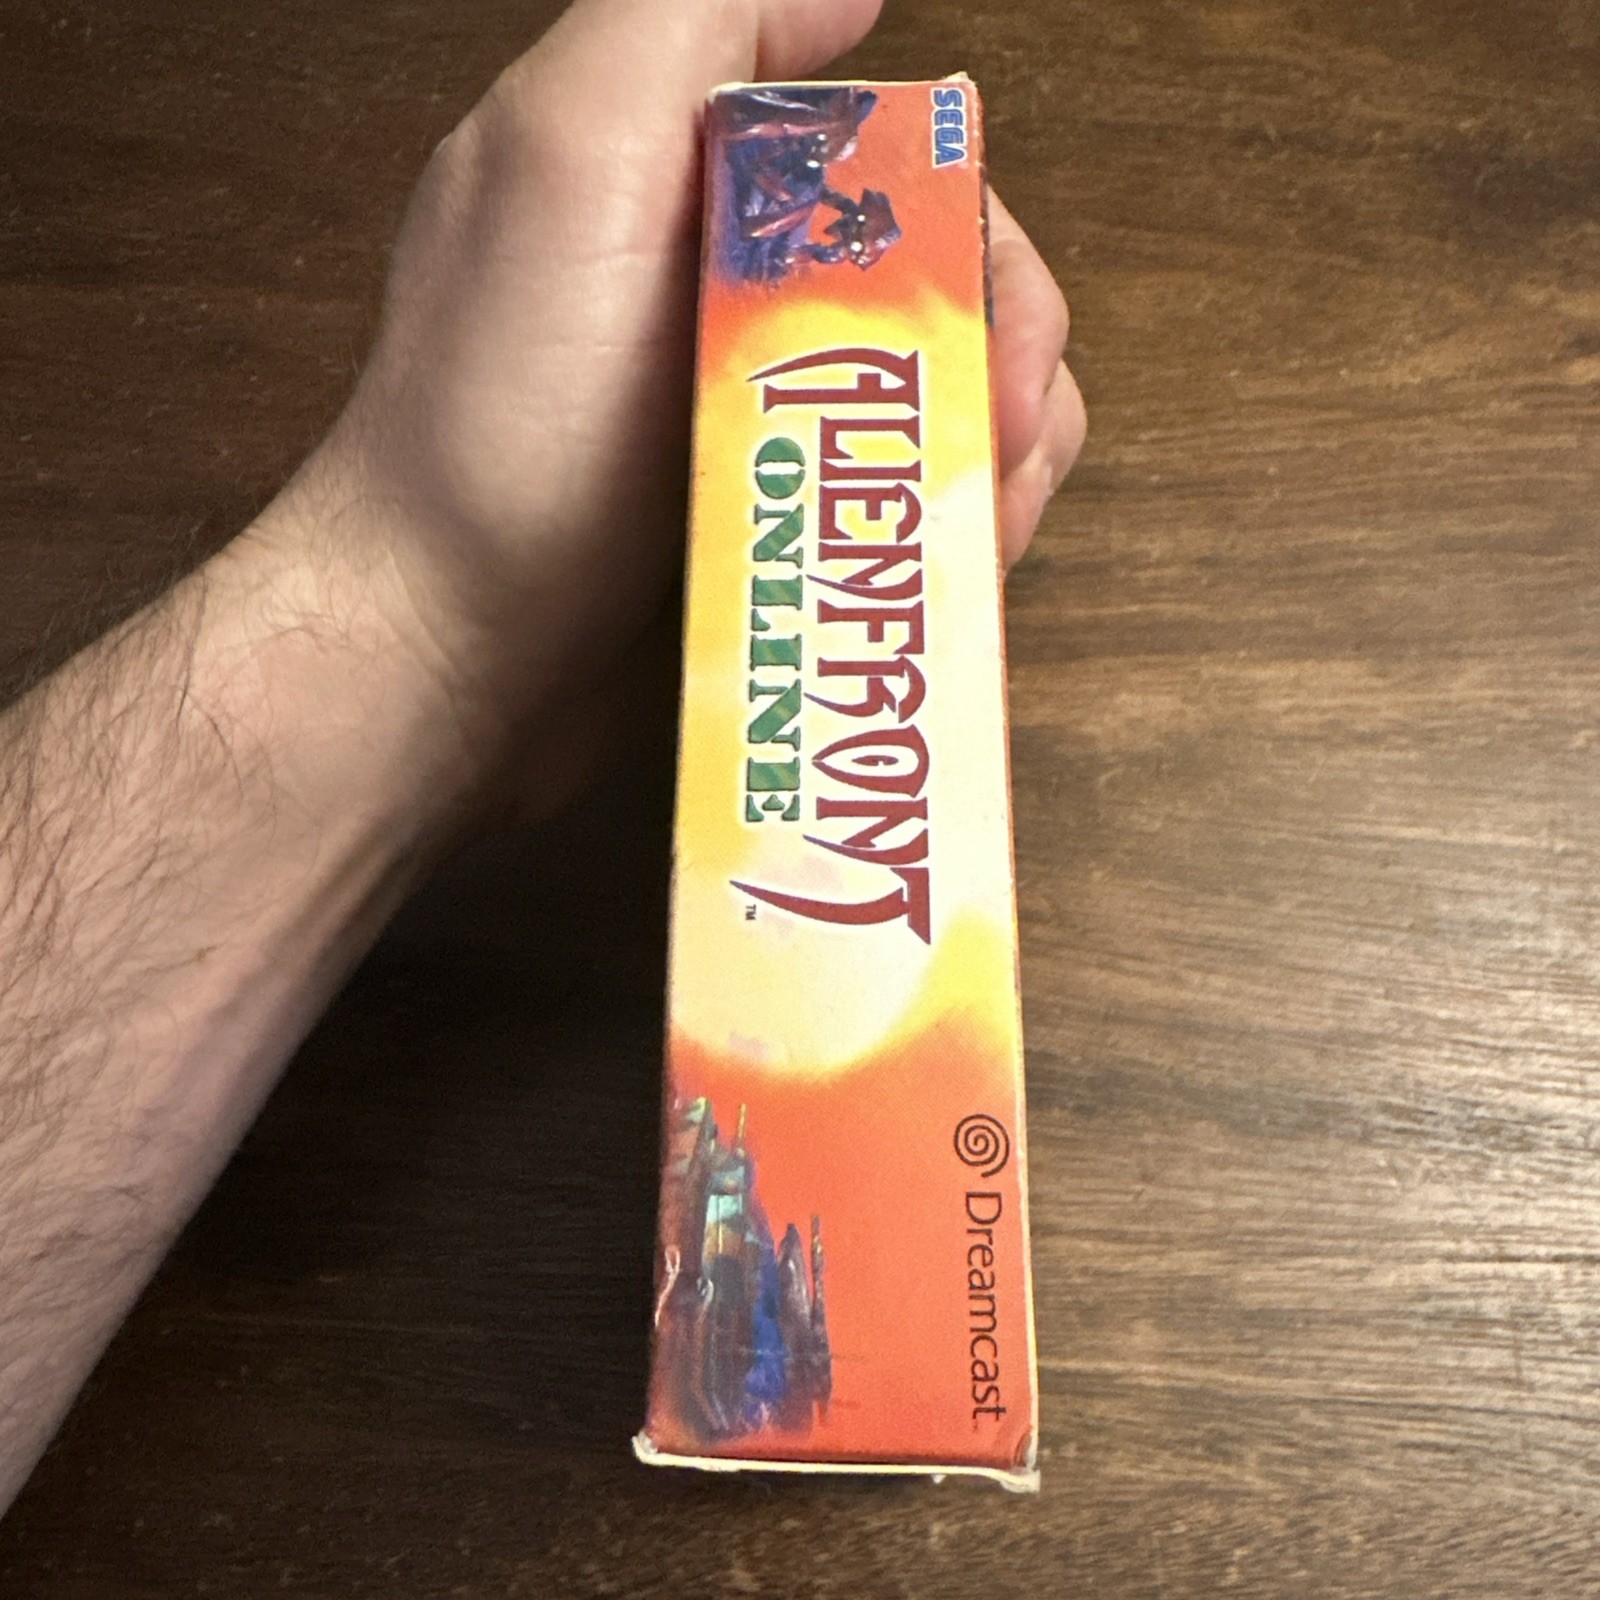 SEGA
ALIENFRONT
ONLINE
TM
Dreamcast